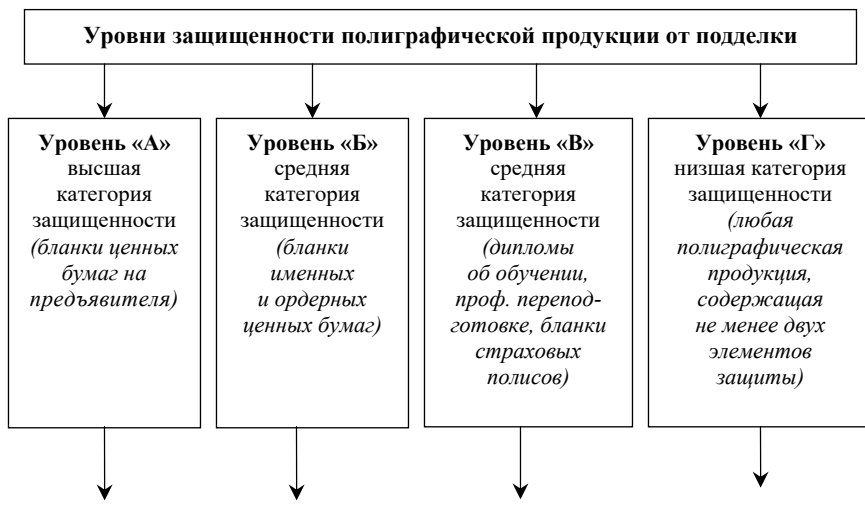 Уровни защищенности полиграфической продукции от подделки
Уровень «А»
высшая
категория
защищенности
(бланки ценных
бумаг на
предъявителя)
Уровень «Б»
средняя
категория
защищенности
(бланки
именных
и ордерных
ценных бумаг)
Уровень «В»
средняя
категория
защищенности
(дипломы
об обучении,
проф. перепод-
готовке, бланки
страховых
полисов)
Уровень «Г»
низшая категория
защищенности
(любая
полиграфическая
продукция,
содержащая
не менее двух
элементов
защиты)